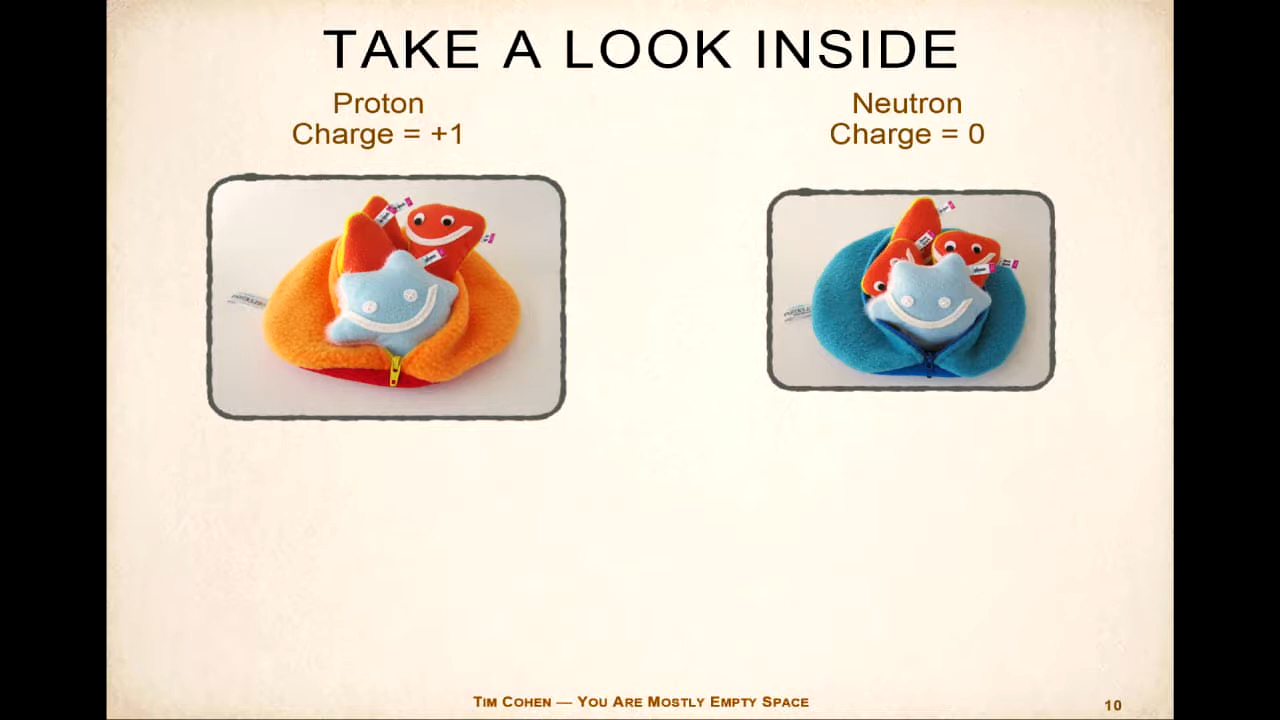 TAKE A LOOK INSIDE
Proton
Charge = +1
Neutron
Charge = 0
TIM COHEN — YOU ARE MOSTLY EMPTY SPACE
10